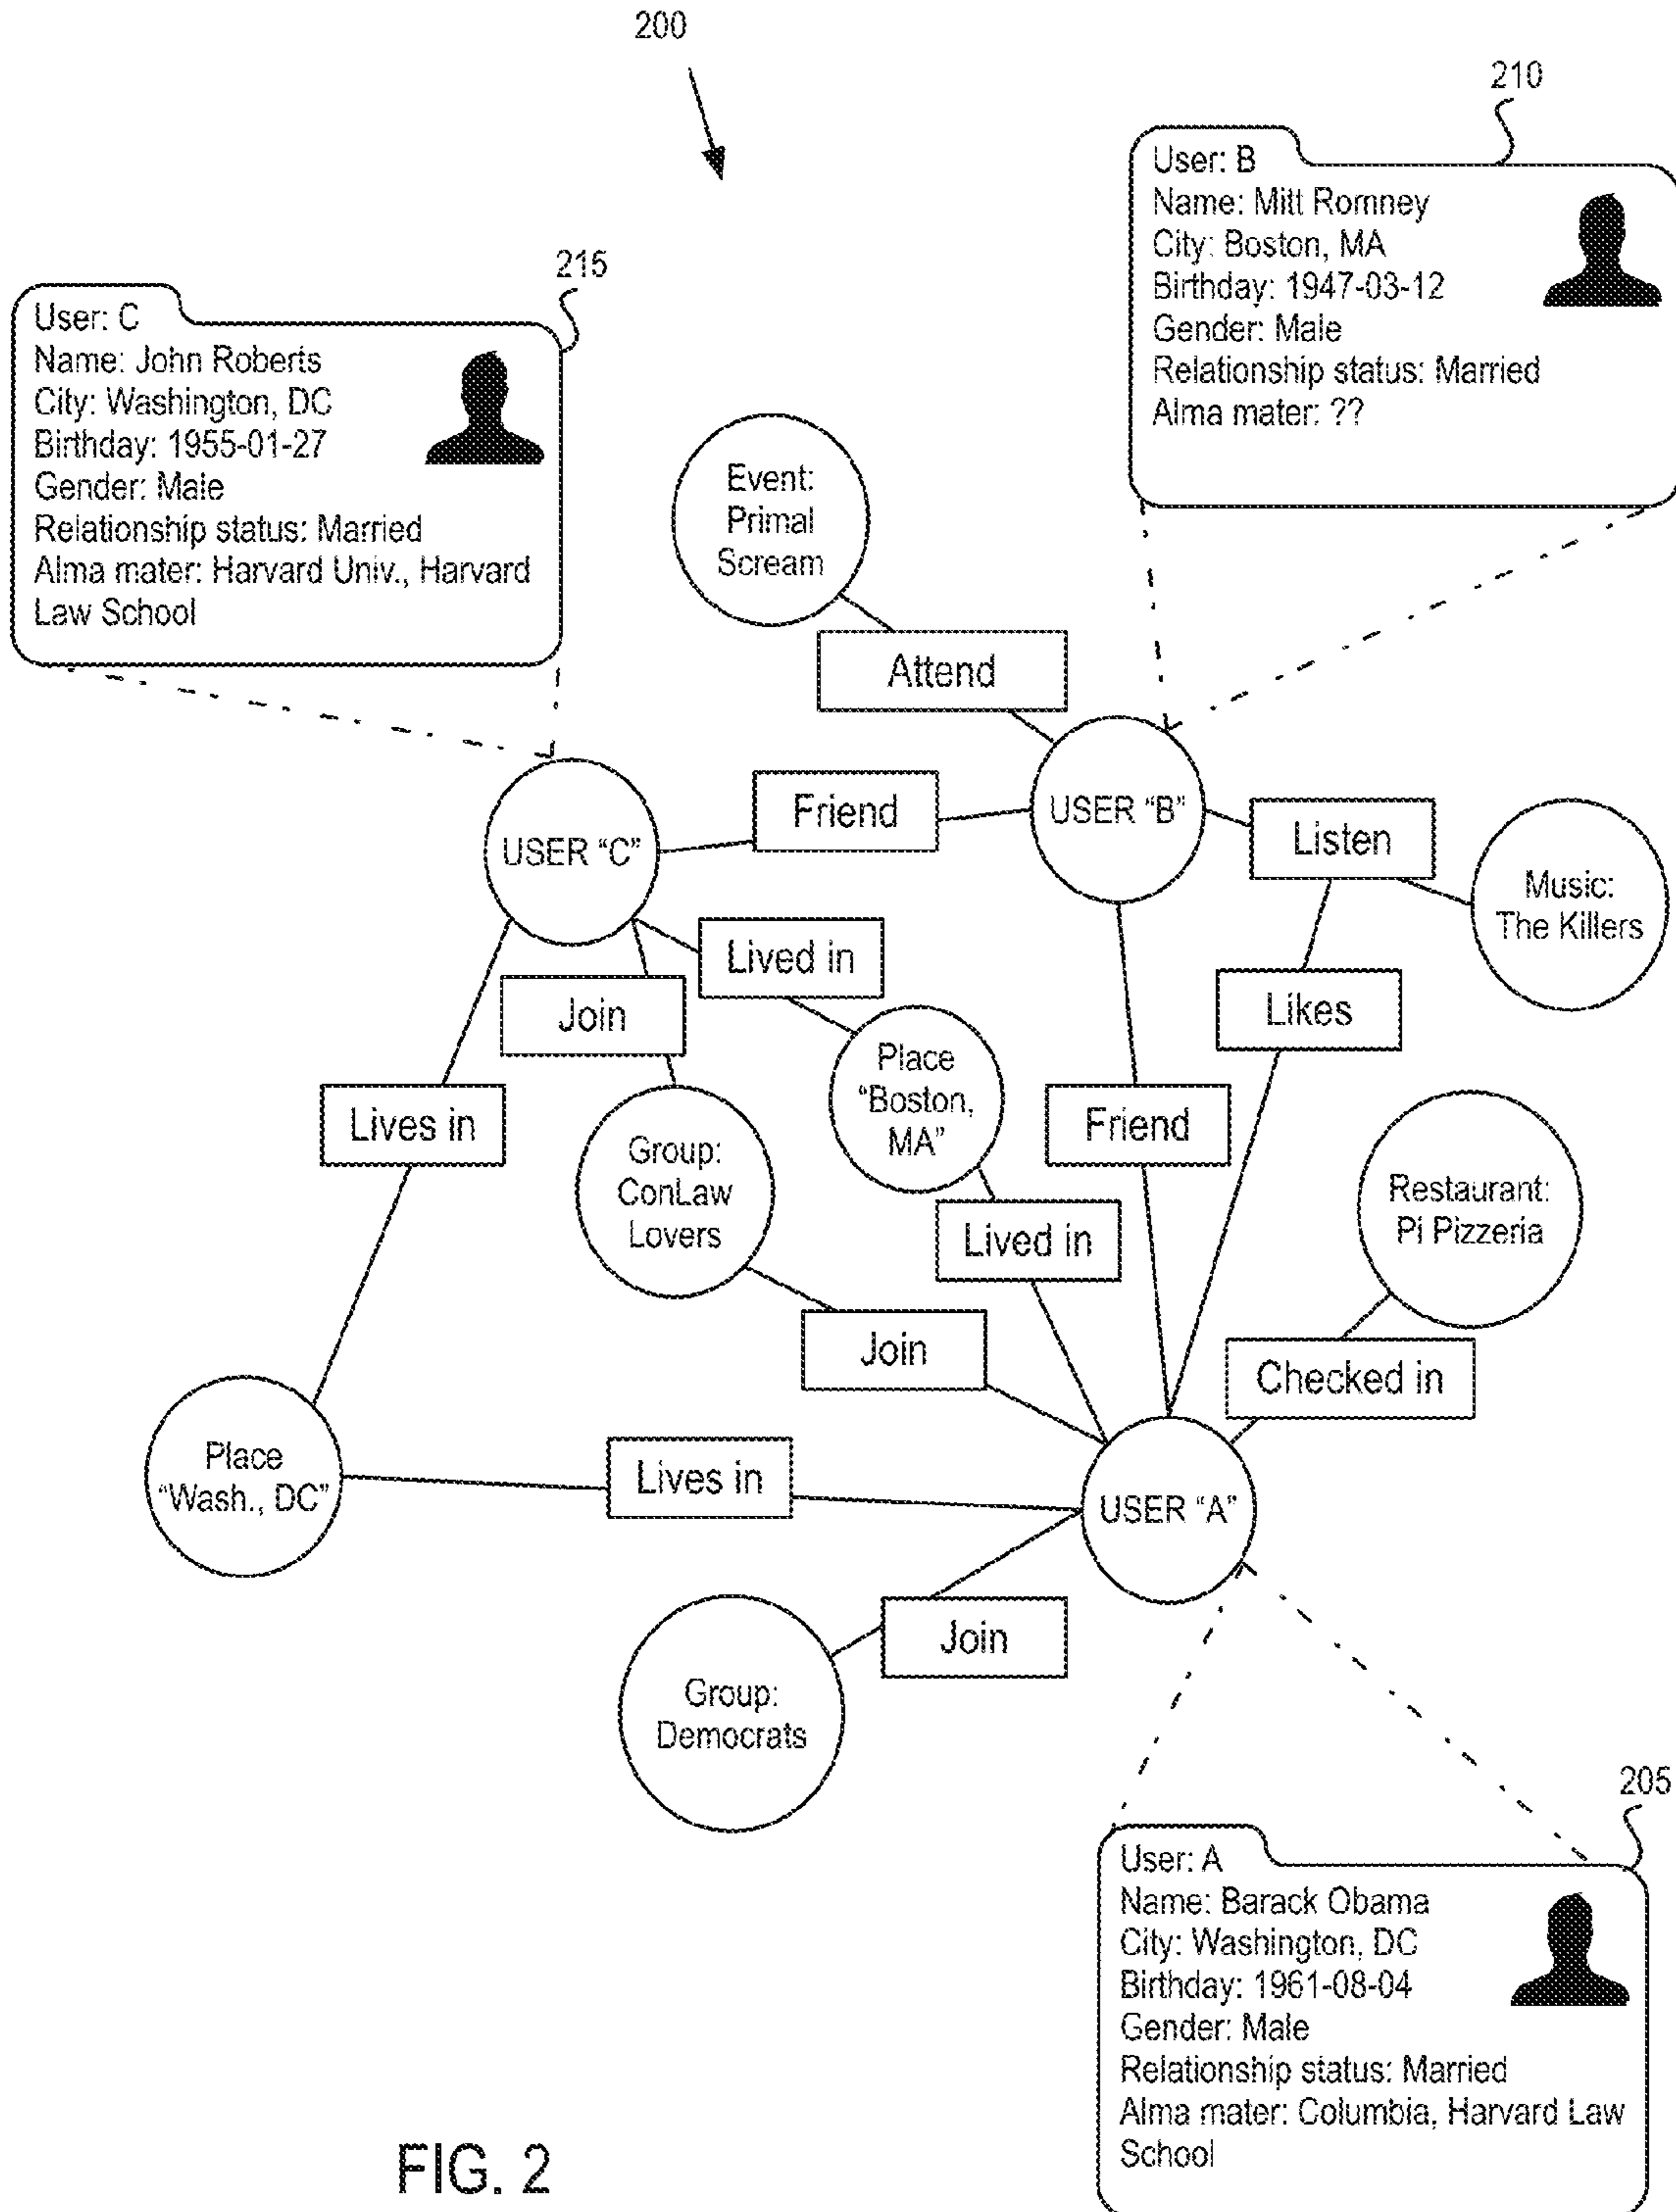 200
210
User: B
Name: Mitt Romney
City: Boston, MA
Birthday: 1947-03-12
Gender: Male
Relationship status: Married
Alma mater: ??
215
User: C
Name: John Roberts
City: Washington, DC
Birthday: 1955-01-27
Gender: Male
Relationship status: Married
Alma mater: Harvard Univ., Harvard
Law School
Event:
Primal
Scream
Attend
Friend
USER "B"
USER "C"
Listen
Music:
The Killers
Lived in
Join
Likes
Place
"Boston,
MA"
Lives in
Friend
Group:
ConLaw
Lovers
Restaurant:
Pi Pizzeria
Lived in
Join
Checked in
Place
"Wash., DC"
Lives in
USER "A"
Join
Group:
Democrats
205
User: A
Name: Barack Obama
City: Washington, DC
Birthday: 1961-08-04
Gender: Male
Relationship status: Married
Alma mater: Columbia, Harvard Law
School
FIG. 2